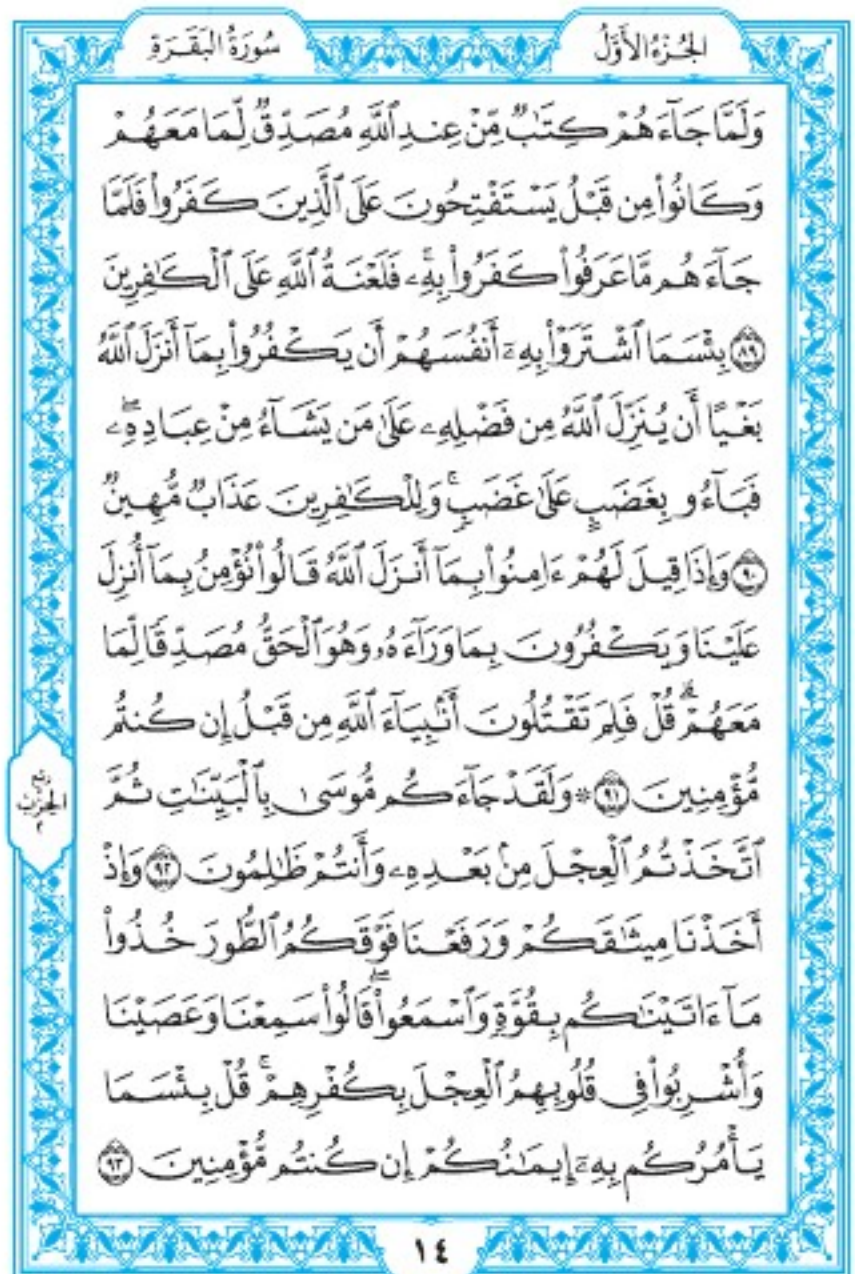 الجُزْءُ الأَوَّلُ
سُورَةُ البَقَرَةِ
وَلَمَّا جَآءَهُمْ كِتَٰبٌ مِّنْ عِندِ ٱللَّهِ مُصَدِّقٌ لِّمَا مَعَهُمْ
وَكَانُوا۟ مِن قَبْلُ يَسْتَفْتِحُونَ عَلَى ٱلَّذِينَ كَفَرُوا۟ فَلَمَّا
جَآءَهُم مَّا عَرَفُوا۟ كَفَرُوا۟ بِهِۦۚ فَلَعْنَةُ ٱللَّهِ عَلَى ٱلْكَٰفِرِينَ
٨٩ بِئْسَمَا ٱشْتَرَوْا۟ بِهِۦٓ أَنفُسَهُمْ أَن يَكْفُرُوا۟ بِمَآ أَنزَلَ ٱللَّهُ
بَغْيًا أَن يُنَزِّلَ ٱللَّهُ مِن فَضْلِهِۦ عَلَىٰ مَن يَشَآءُ مِنْ عِبَادِهِۦۖ
فَبَآءُو بِغَضَبٍ عَلَىٰ غَضَبٍۚ وَلِلْكَٰفِرِينَ عَذَابٌ مُّهِينٌ
٩٠ وَإِذَا قِيلَ لَهُمْ ءَامِنُوا۟ بِمَآ أَنزَلَ ٱللَّهُ قَالُوا۟ نُؤْمِنُ بِمَآ أُنزِلَ
عَلَيْنَا وَيَكْفُرُونَ بِمَا وَرَآءَهُۥ وَهُوَ ٱلْحَقُّ مُصَدِّقًا لِّمَا
مَعَهُمْۗ قُلْ فَلِمَ تَقْتُلُونَ أَنۢبِيَآءَ ٱللَّهِ مِن قَبْلُ إِن كُنتُم
مُّؤْمِنِينَ ٩١ * وَلَقَدْ جَآءَكُم مُّوسَىٰ بِٱلْبَيِّنَٰتِ ثُمَّ
ٱتَّخَذْتُمُ ٱلْعِجْلَ مِنۢ بَعْدِهِۦ وَأَنتُمْ ظَٰلِمُونَ ٩٢ وَإِذْ
أَخَذْنَا مِيثَٰقَكُمْ وَرَفَعْنَا فَوْقَكُمُ ٱلطُّورَ خُذُوا۟
مَآ ءَاتَيْنَٰكُم بِقُوَّةٍ وَٱسْمَعُوا۟ۖ قَالُوا۟ سَمِعْنَا وَعَصَيْنَا
وَأُشْرِبُوا۟ فِى قُلُوبِهِمُ ٱلْعِجْلَ بِكُفْرِهِمْۚ قُلْ بِئْسَمَا
يَأْمُرُكُم بِهِۦٓ إِيمَٰنُكُمْ إِن كُنتُم مُّؤْمِنِينَ ٩٣
ربع
الحزب
٢
١٤